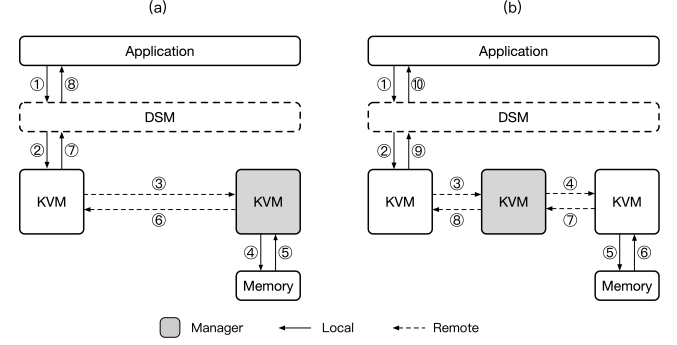 (a) (b)
Application Application
① ⑧ ① ⑩
DSM DSM
② ⑦ ② ⑨
③ ③ ④
KVM KVM KVM KVM KVM
⑥ ⑧ ⑦
④ ⑤ ⑤ ⑥
Memory Memory
Manager Local Remote